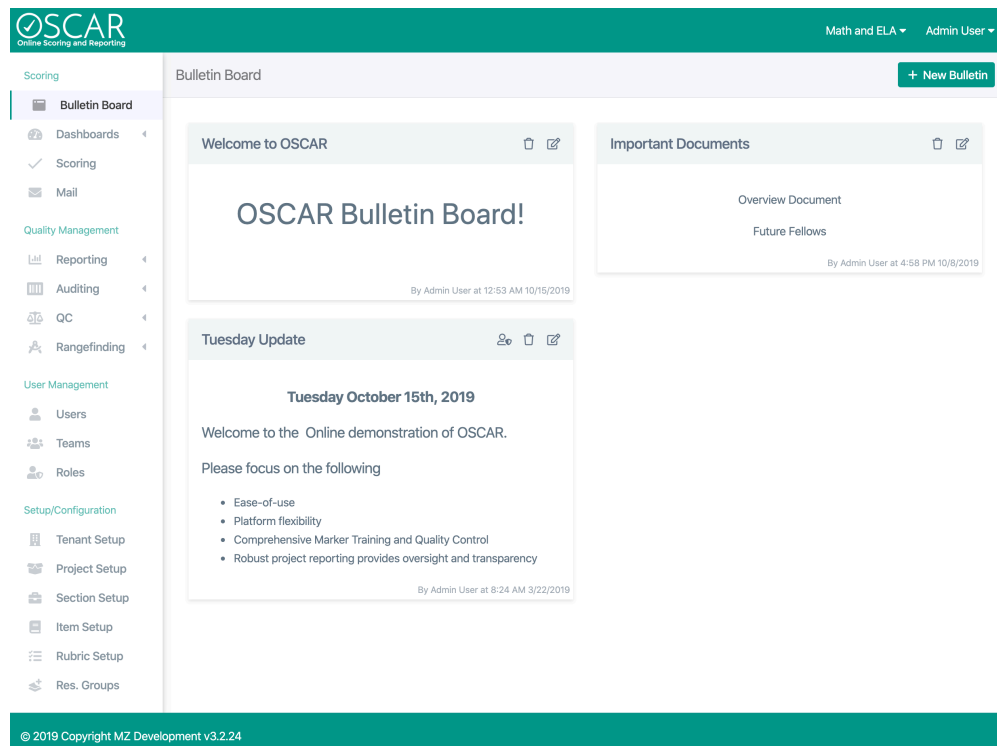 OSCAR
Online Scoring and Reporting
Math and ELA
Admin User
Scoring
Bulletin Board
Dashboards
Scoring
Mail
Quality Management
Reporting
Auditing
QC
Rangefinding
User Management
Users
Teams
Roles
Setup/Configuration
Tenant Setup
Project Setup
Section Setup
Item Setup
Rubric Setup
Res. Groups
Bulletin Board
+ New Bulletin
Welcome to OSCAR
OSCAR Bulletin Board!
By Admin User at 12:53 AM 10/15/2019
Important Documents
Overview Document
Future Fellows
By Admin User at 4:58 PM 10/8/2019
Tuesday Update
Tuesday October 15th, 2019
Welcome to the Online demonstration of OSCAR.
Please focus on the following
• Ease-of-use
• Platform flexibility
• Comprehensive Marker Training and Quality Control
• Robust project reporting provides oversight and transparency
By Admin User at 8:24 AM 3/22/2019
© 2019 Copyright MZ Development v3.2.24